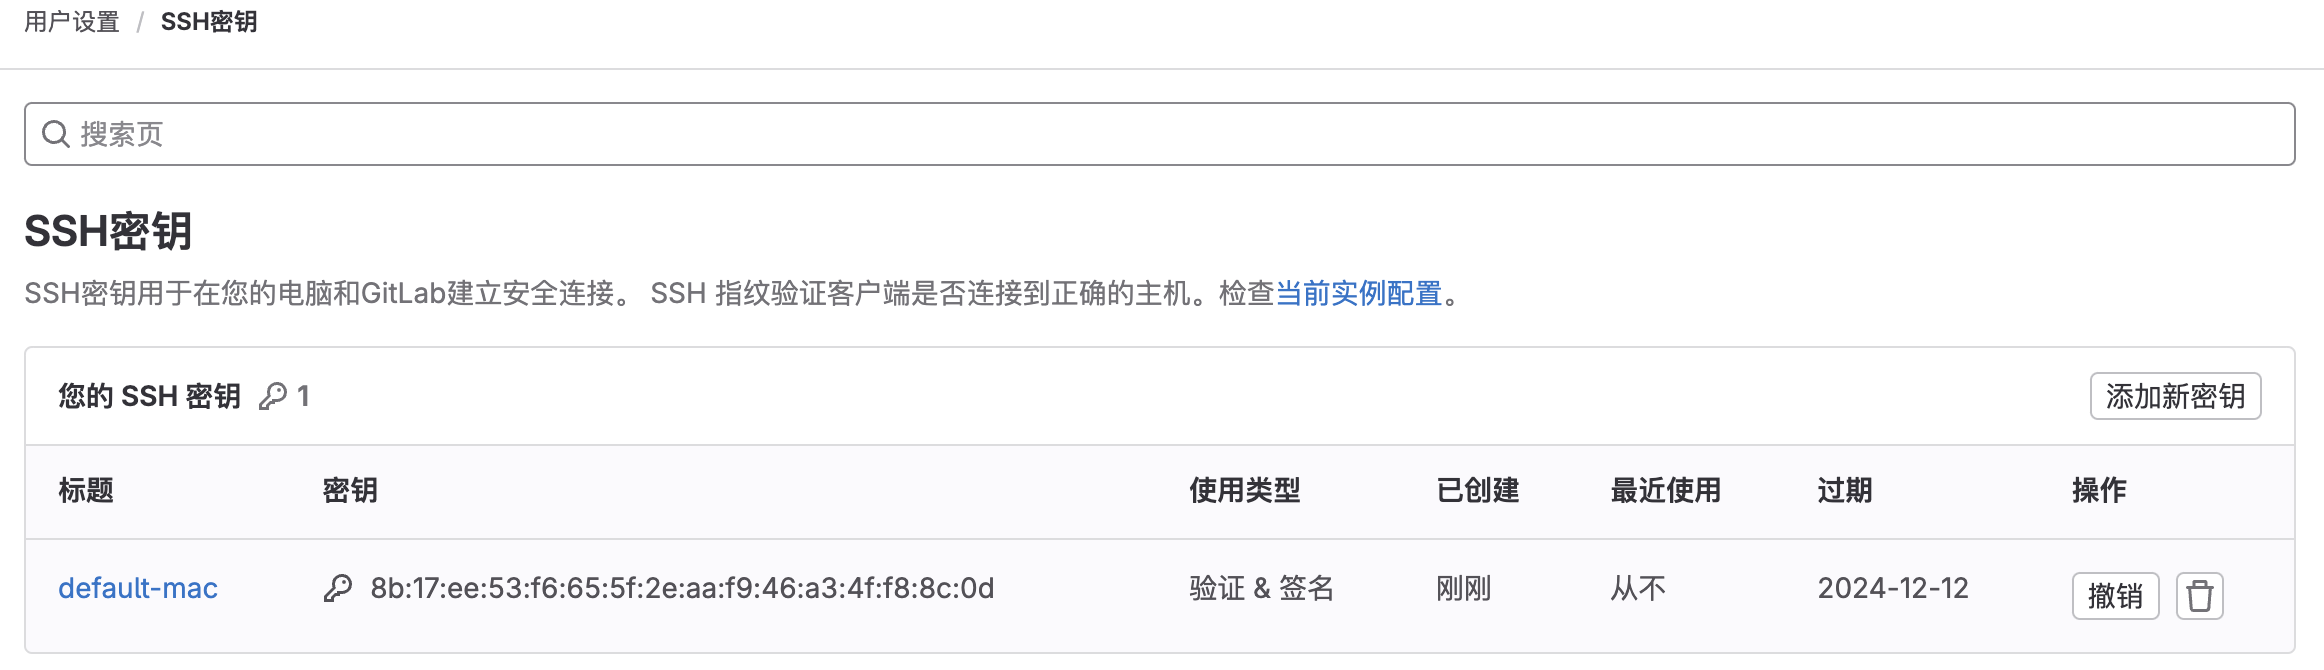 用户设置 / SSH密钥
搜索页
SSH密钥
SSH密钥用于在您的电脑和GitLab建立安全连接。 SSH 指纹验证客户端是否连接到正确的主机。检查当前实例配置。
您的 SSH 密钥 1 添加新密钥
标题 密钥 使用类型 已创建 最近使用 过期 操作
default-mac 8b:17:ee:53:f6:65:5f:2e:aa:f9:46:a3:4f:f8:8c:0d 验证 & 签名 刚刚 从不 2024-12-12 撤销